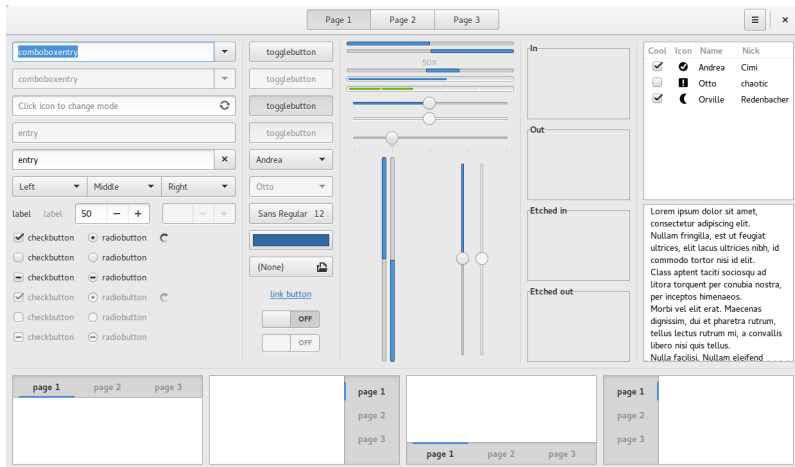 Page 1 Page 2 Page 3
comboboxentry
comboboxentry
Click icon to change mode
entry
entry
Left Middle Right
label label 50
checkbutton radiobutton
checkbutton radiobutton
checkbutton radiobutton
checkbutton radiobutton
checkbutton radiobutton
checkbutton radiobutton
togglebutton
togglebutton
togglebutton
togglebutton
Andrea
Otto
Sans Regular 12
(None)
link button
OFF
OFF
50%
In
Out
Etched in
Etched out
Cool Icon Name Nick
Andrea Cimi
Otto chaotic
Orville Redenbacher
Lorem ipsum dolor sit amet,
consectetur adipiscing elit.
Nullam fringilla, est ut feugiat
ultrices, elit lacus ultricies nibh, id
commodo tortor nisi id elit.
Class aptent taciti sociosqu ad
litora torquent per conubia nostra,
per inceptos himenaeos.
Morbi vel elit erat. Maecenas
dignissim, dui et pharetra rutrum,
tellus lectus rutrum mi, a convallis
libero nisi quis tellus.
Nulla facilisi. Nullam eleifend
page 1 page 2 page 3
page 1
page 2
page 3
page 1 page 2 page 3
page 1
page 2
page 3